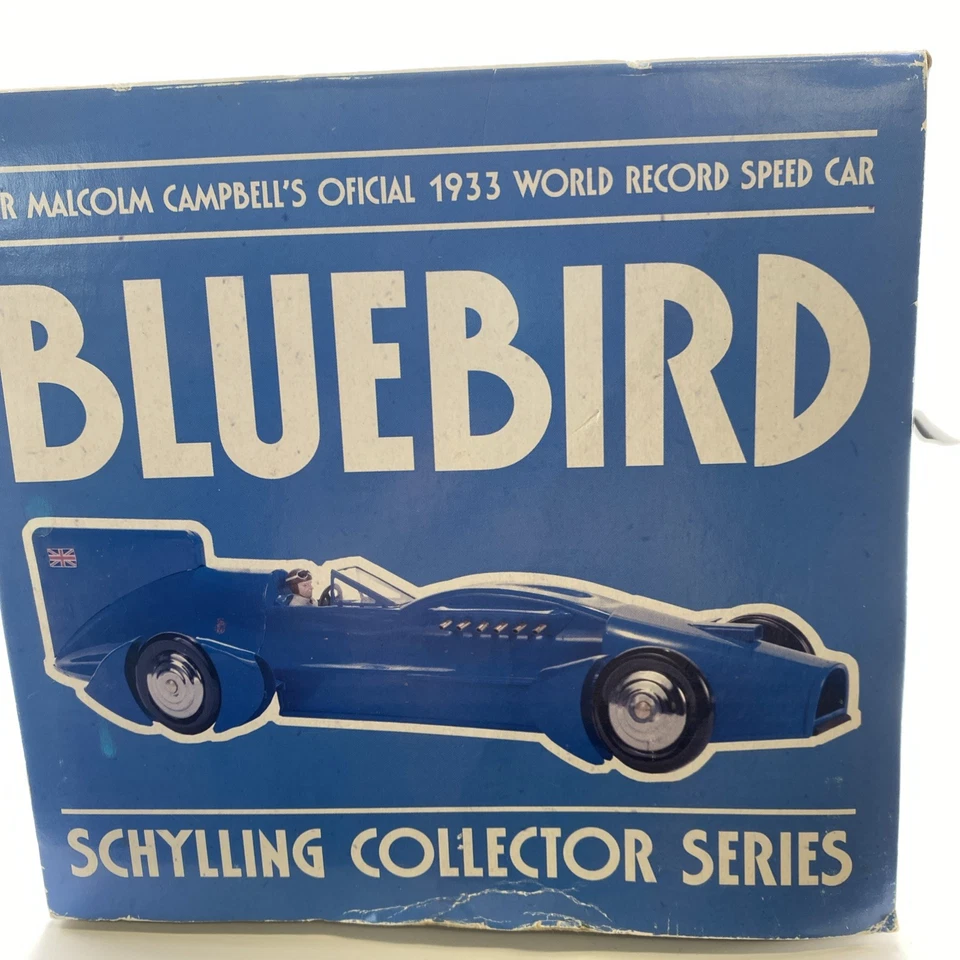 R MALCOLM CAMPBELL'S OFICIAL 1933 WORLD RECORD SPEED CAR
BLUEBIRD
SCHYLLING COLLECTOR SERIES